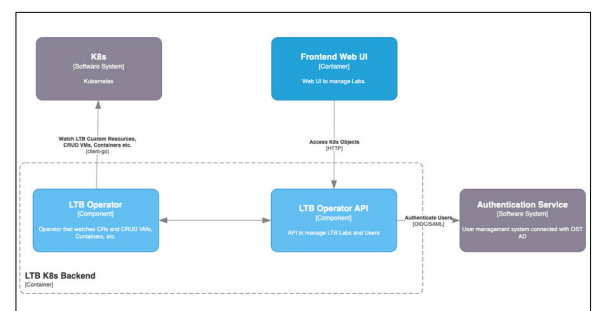 K8s
[Software System]
Kubernetes
Frontend Web UI
[Container]
Web UI to manage Labs.
Watch LTB Custom Resources,
CRUD VMs, Containers etc.
[client-go]
Access K8s Objects
[HTTP]
LTB Operator
[Component]
Operator that watches CRs and CRUD VMs,
Containers, etc.
LTB Operator API
[Component]
API to manage LTB Labs and Users
Authenticate Users
[OIDC/SAML]
Authentication Service
[Software System]
User management system connected with OST
AD
LTB K8s Backend
[Container]